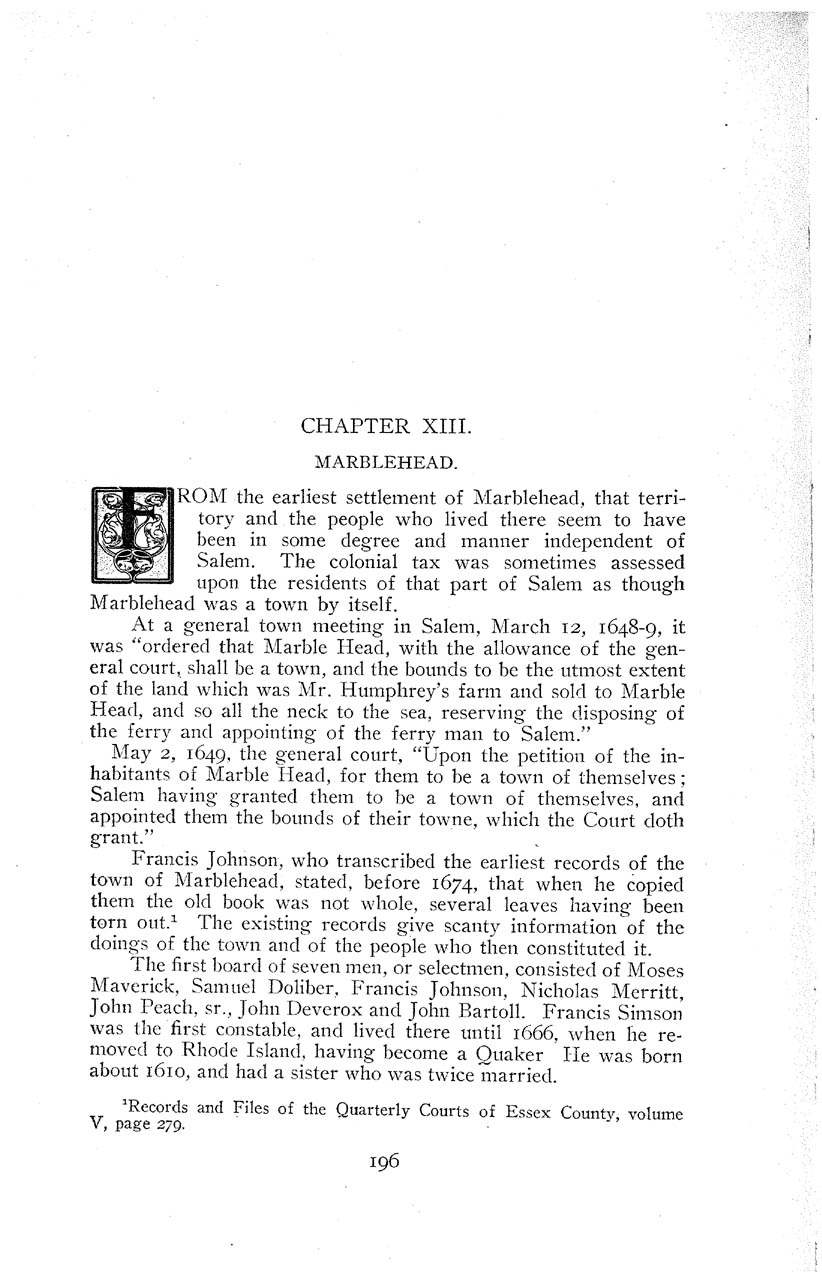 CHAPTER XIII.
MARBLEHEAD.
FROM the earliest settlement of Marblehead, that terri-
tory and the people who lived there seem to have
been in some degree and manner independent of
Salem. The colonial tax was sometimes assessed
upon the residents of that part of Salem as though
Marblehead was a town by itself.
At a general town meeting in Salem, March 12, 1648-9, it
was "ordered that Marble Head, with the allowance of the gen-
eral court, shall be a town, and the bounds to be the utmost extent
of the land which was Mr. Humphrey's farm and sold to Marble
Head, and so all the neck to the sea, reserving the disposing of
the ferry and appointing of the ferry man to Salem."
May 2, 1649, the general court, "Upon the petition of the in-
habitants of Marble Head, for them to be a town of themselves;
Salem having granted them to be a town of themselves, and
appointed them the bounds of their towne, which the Court doth
grant."
Francis Johnson, who transcribed the earliest records of the
town of Marblehead, stated, before 1674, that when he copied
them the old book was not whole, several leaves having been
torn out.¹ The existing records give scanty information of the
doings of the town and of the people who then constituted it.
The first board of seven men, or selectmen, consisted of Moses
Maverick, Samuel Doliber, Francis Johnson, Nicholas Merritt,
John Peach, sr., John Deverox and John Bartoll. Francis Simson
was the first constable, and lived there until 1666, when he re-
moved to Rhode Island, having become a Quaker He was born
about 1610, and had a sister who was twice married.
¹Records and Files of the Quarterly Courts of Essex County, volume
V, page 279.
196